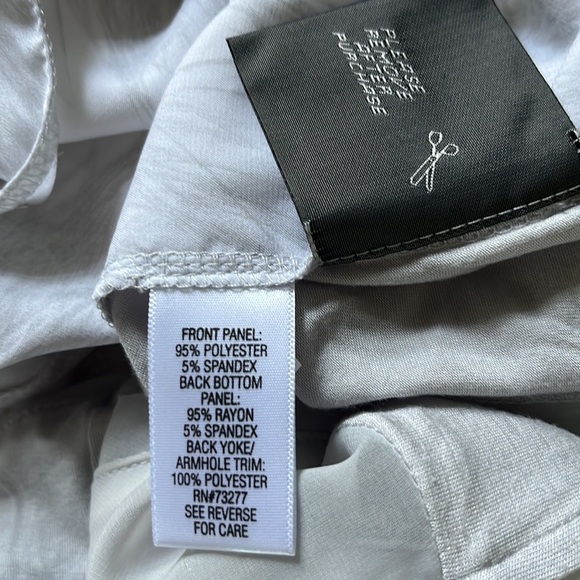 PLEASE
REMOVE
AFTER
PURCHASE
FRONT PANEL:
95% POLYESTER
5% SPANDEX
BACK BOTTOM
PANEL:
95% RAYON
5% SPANDEX
BACK YOKE/
ARMHOLE TRIM:
100% POLYESTER
RN#73277
SEE REVERSE
FOR CARE